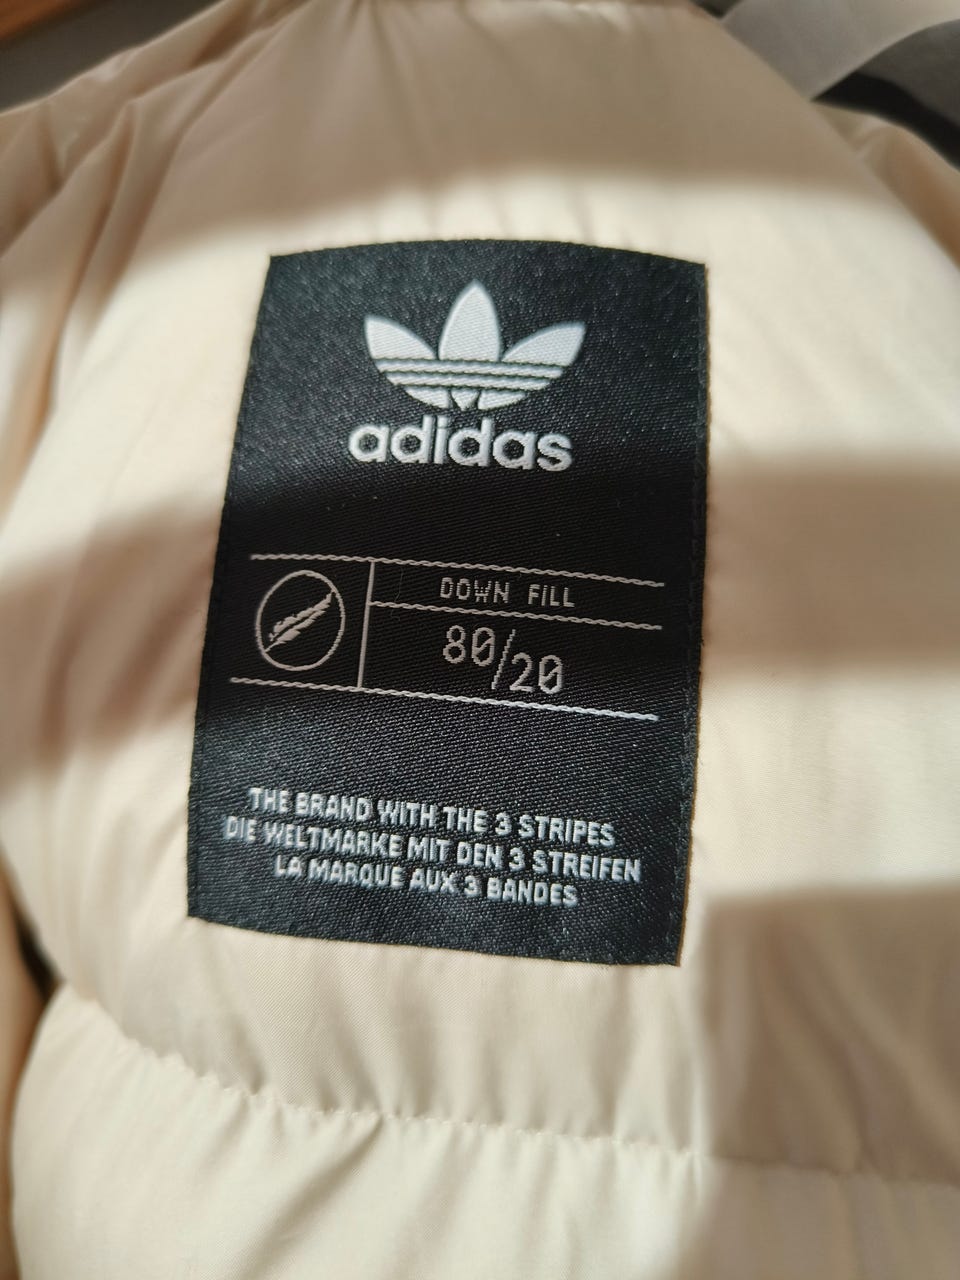 adidas
DOWN FILL
80/20
THE BRAND WITH THE 3 STRIPES
DIE WELTMARKE MIT DEN 3 STREIFEN
LA MARQUE AUX 3 BANDES